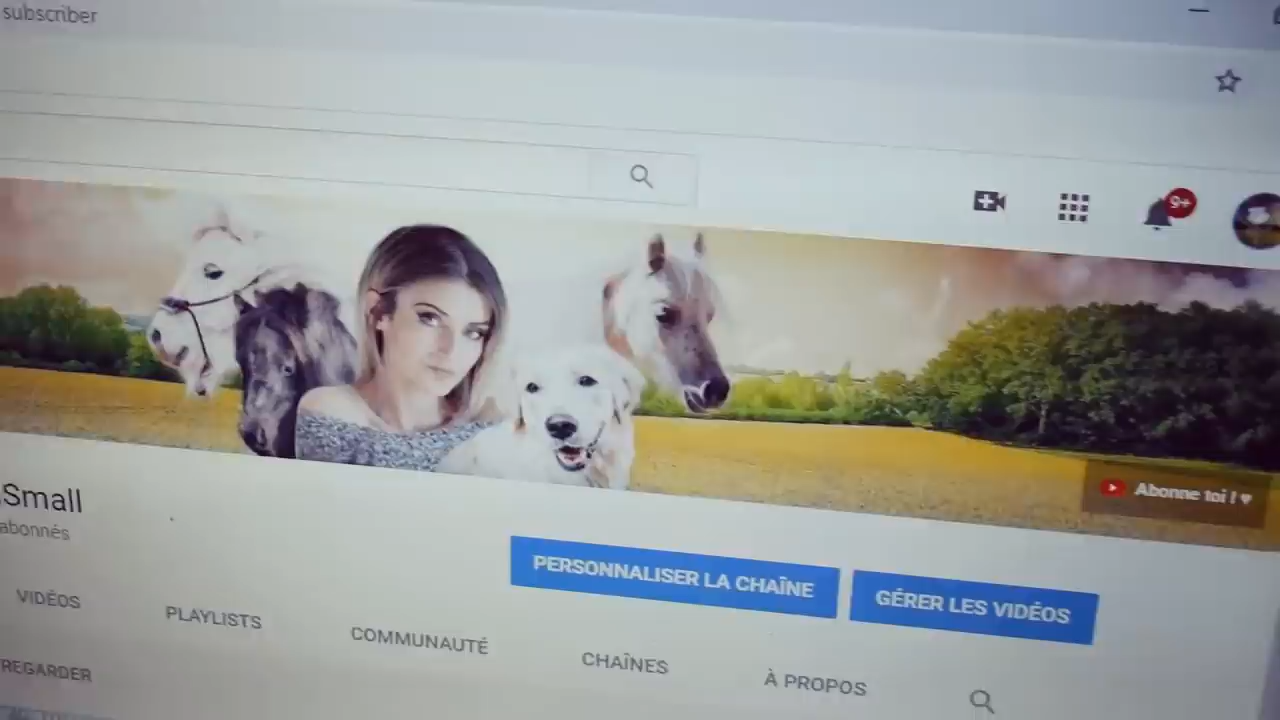 subscriber
9+
Small
abonnés
Abonne toi ! ♥
PERSONNALISER LA CHAÎNE
GÉRER LES VIDÉOS
VIDÉOS
PLAYLISTS
COMMUNAUTÉ
CHAÎNES
À PROPOS
REGARDER